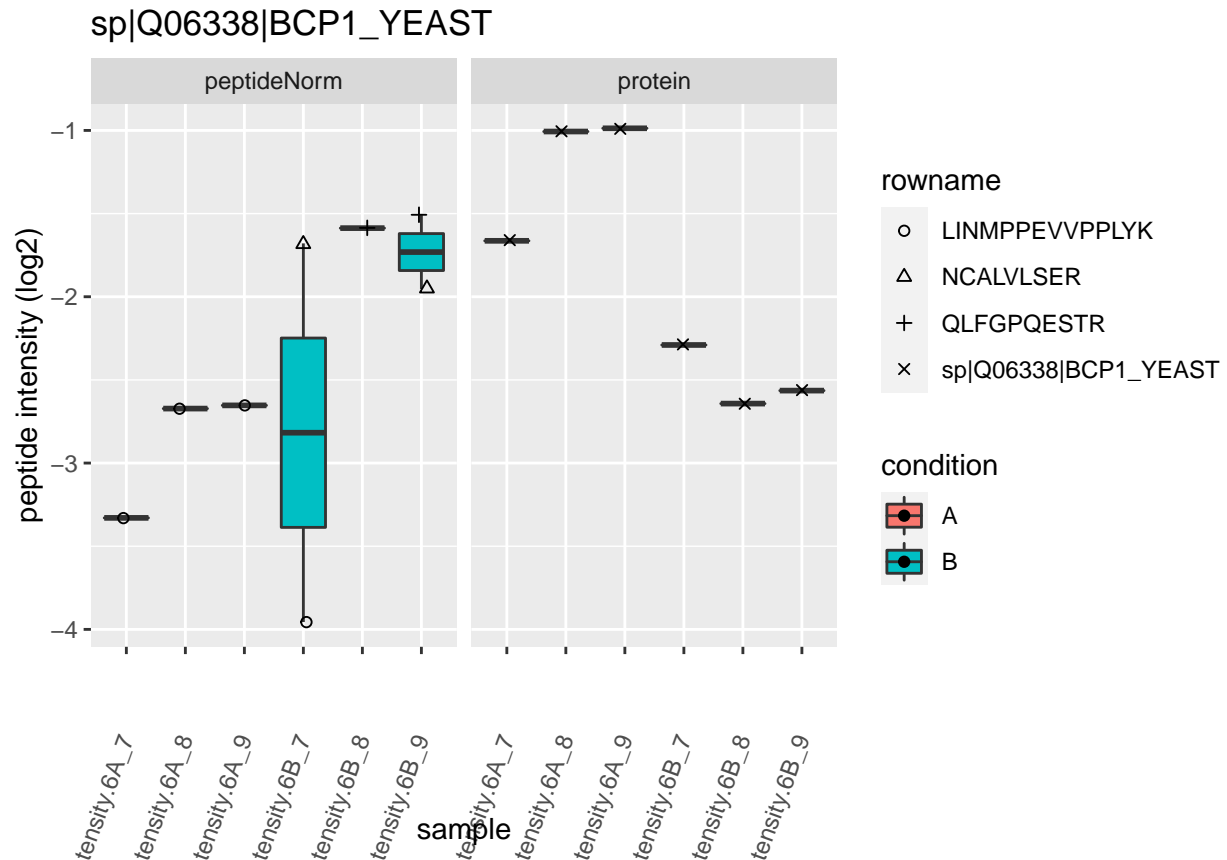 sp|Q06338|BCP1_YEAST
peptideNorm
protein
peptide intensity (log2)
−1
−2
−3
−4
tensity.6A_7
tensity.6A_8
tensity.6A_9
tensity.6B_7
tensity.6B_8
tensity.6B_9
tensity.6A_7
tensity.6A_8
tensity.6A_9
tensity.6B_7
tensity.6B_8
tensity.6B_9
sample
rowname
LINMPPEVVPPLYK
NCALVLSER
QLFGPQESTR
sp|Q06338|BCP1_YEAST
condition
A
B